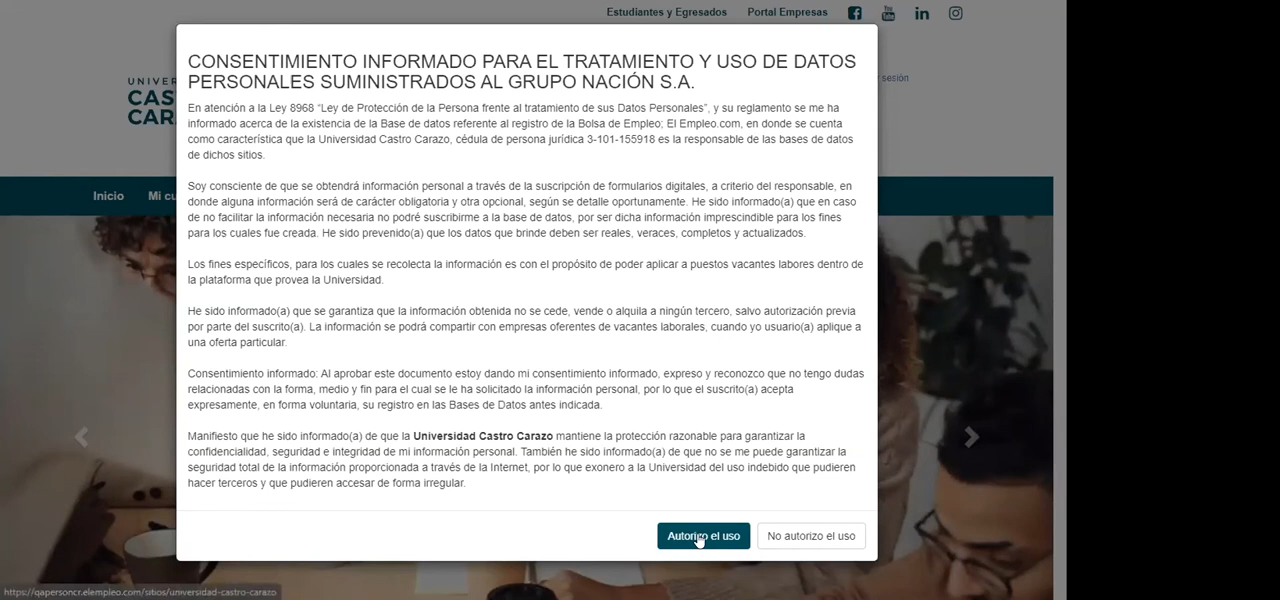 Estudiantes y Egresados Portal Empresas
CONSENTIMIENTO INFORMADO PARA EL TRATAMIENTO Y USO DE DATOS
PERSONALES SUMINISTRADOS AL GRUPO NACIÓN S.A.
UNIVER
CAS
CARA
sesión
En atención a la Ley 8968 “Ley de Protección de la Persona frente al tratamiento de sus Datos Personales”, y su reglamento se me ha
informado acerca de la existencia de la Base de datos referente al registro de la Bolsa de Empleo; El Empleo.com, en donde se cuenta
como característica que la Universidad Castro Carazo, cédula de persona jurídica 3-101-155918 es la responsable de las bases de datos
de dichos sitios.
Soy consciente de que se obtendrá información personal a través de la suscripción de formularios digitales, a criterio del responsable, en
donde alguna información será de carácter obligatoria y otra opcional, según se detalle oportunamente. He sido informado(a) que en caso
de no facilitar la información necesaria no podré suscribirme a la base de datos, por ser dicha información imprescindible para los fines
para los cuales fue creada. He sido prevenido(a) que los datos que brinde deben ser reales, veraces, completos y actualizados.
Inicio Mi cu
Los fines específicos, para los cuales se recolecta la información es con el propósito de poder aplicar a puestos vacantes labores dentro de
la plataforma que provea la Universidad.
He sido informado(a) que se garantiza que la información obtenida no se cede, vende o alquila a ningún tercero, salvo autorización previa
por parte del suscrito(a). La información se podrá compartir con empresas oferentes de vacantes laborales, cuando yo usuario(a) aplique a
una oferta particular.
Consentimiento informado: Al aprobar este documento estoy dando mi consentimiento informado, expreso y reconozco que no tengo dudas
relacionadas con la forma, medio y fin para el cual se le ha solicitado la información personal, por lo que el suscrito(a) acepta
expresamente, en forma voluntaria, su registro en las Bases de Datos antes indicada.
Manifiesto que he sido informado(a) de que la Universidad Castro Carazo mantiene la protección razonable para garantizar la
confidencialidad, seguridad e integridad de mi información personal. También he sido informado(a) de que no se me puede garantizar la
seguridad total de la información proporcionada a través de la Internet, por lo que exonero a la Universidad del uso indebido que pudieren
hacer terceros y que pudieren accesar de forma irregular.
Autorizo el uso No autorizo el uso
https://qapersoncr.elempleo.com/sitios/universidad-castro-carazo